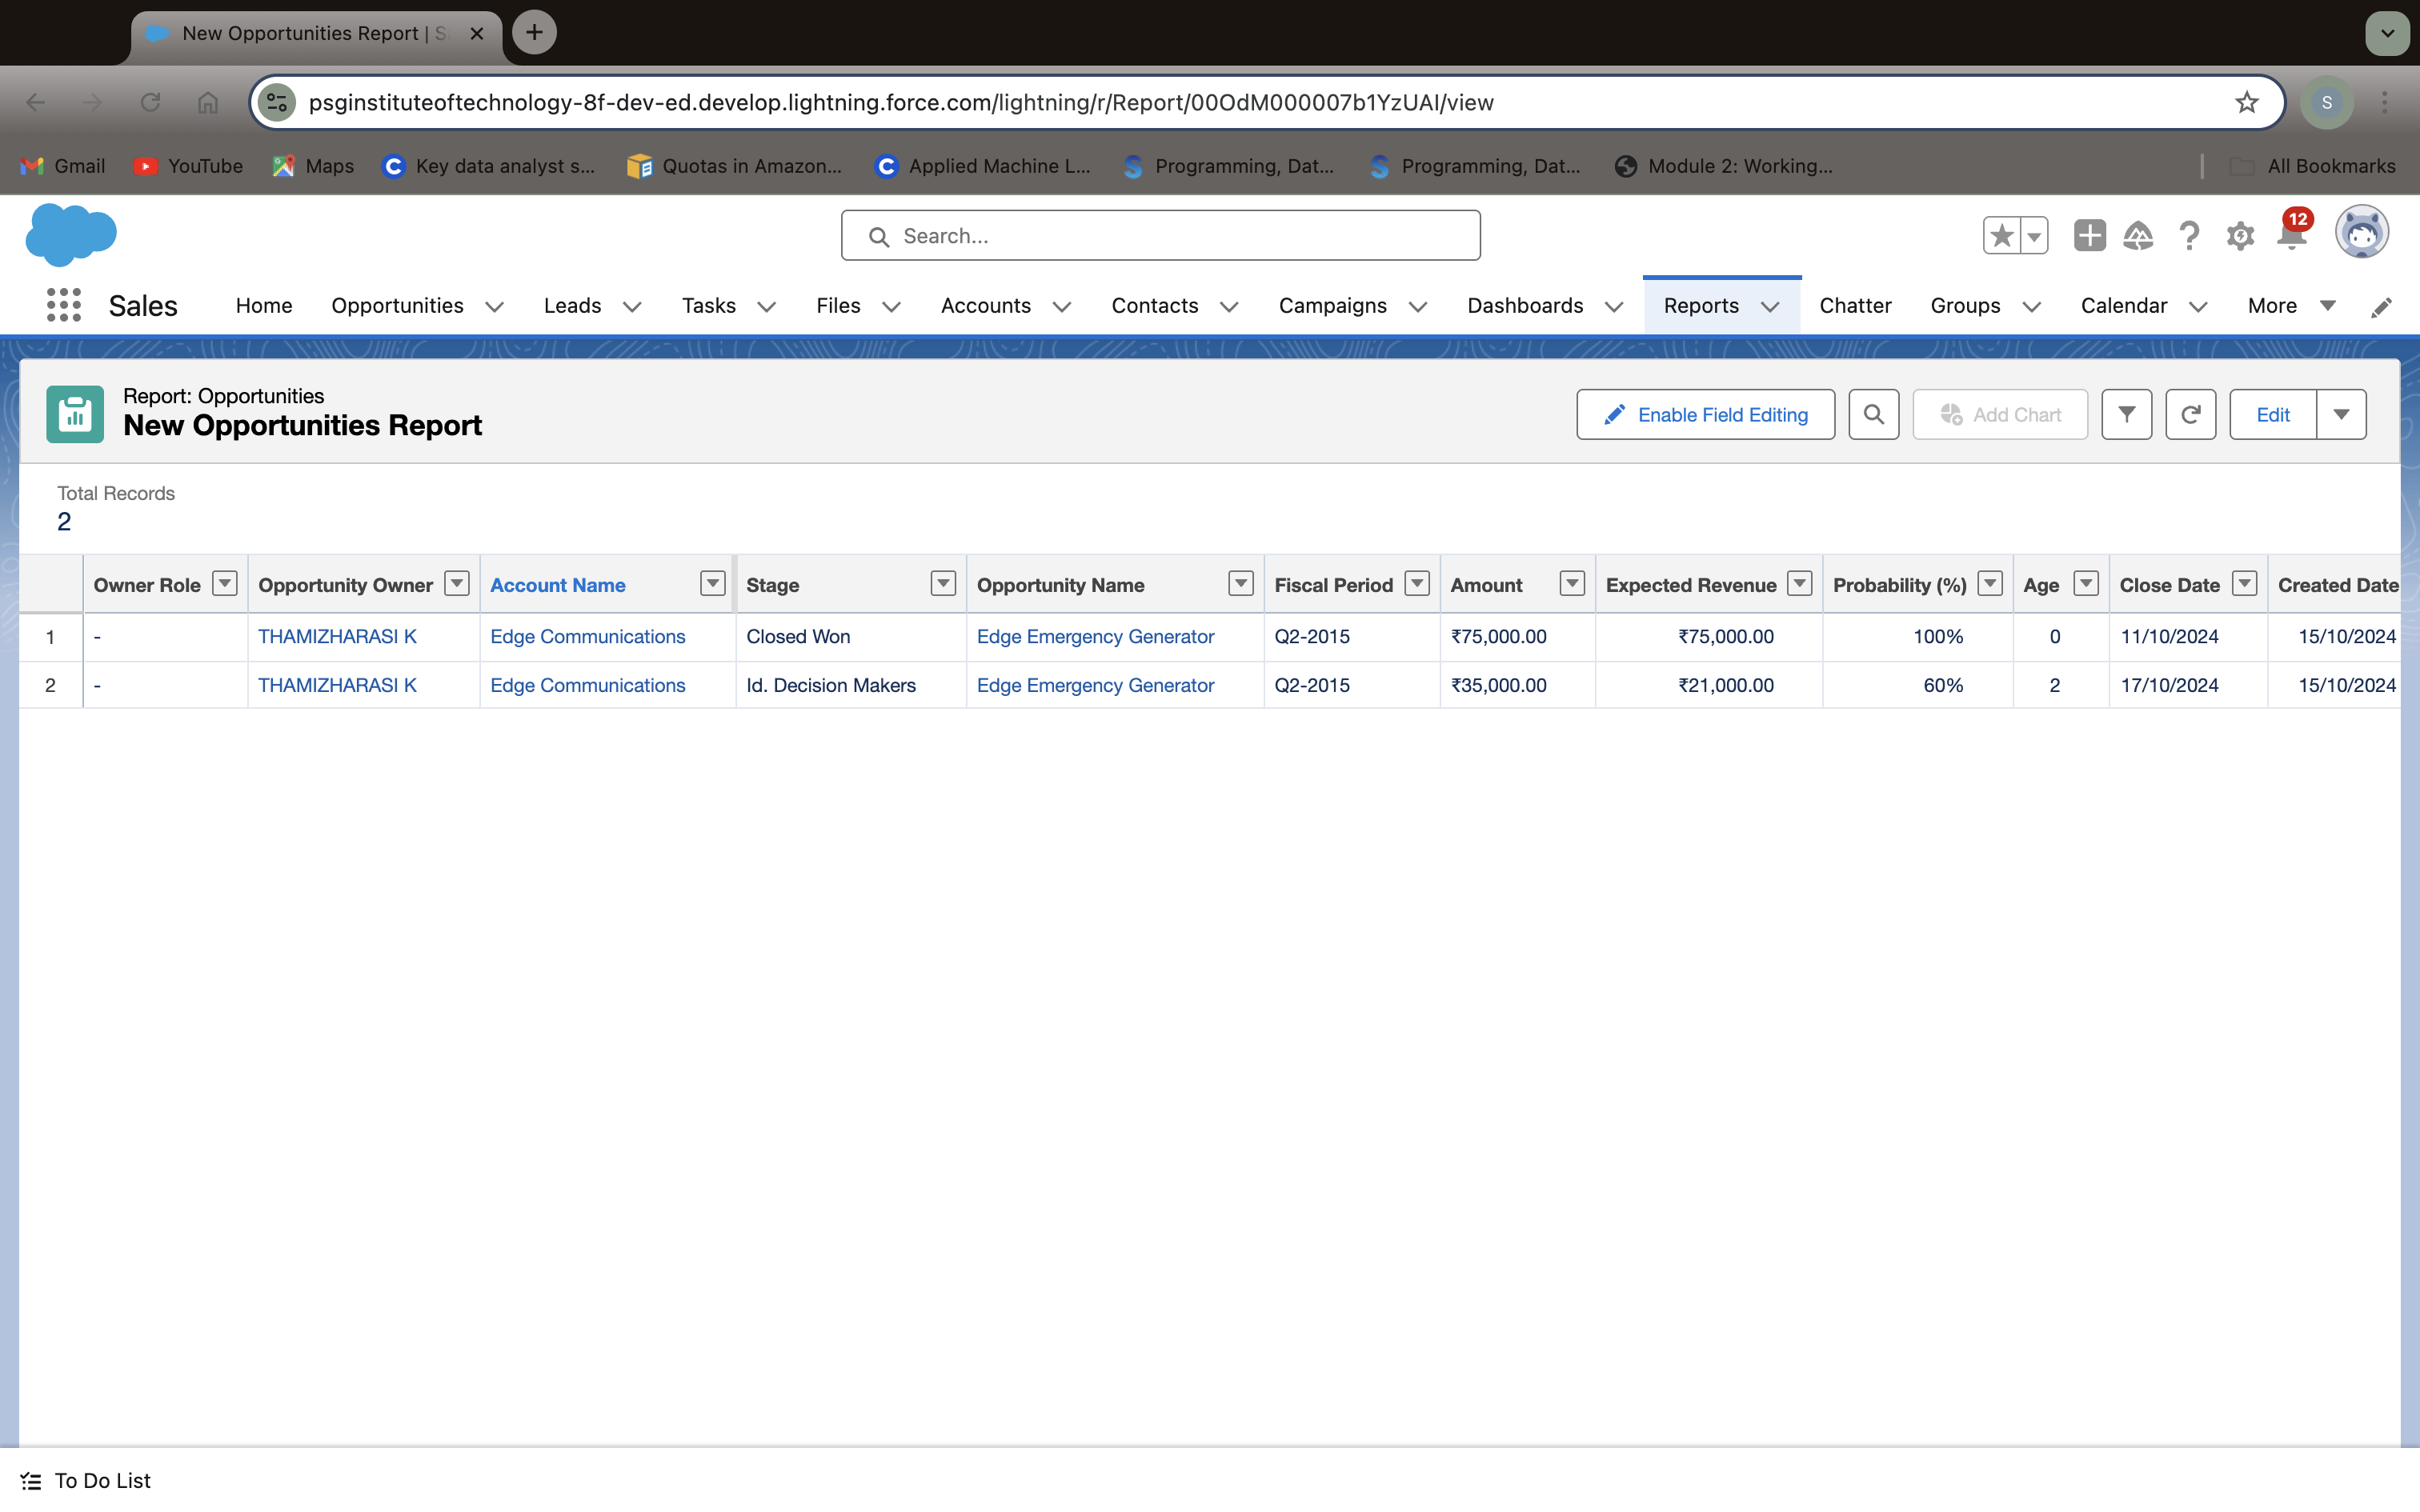 New Opportunities Report | S
psginstituteoftechnology-8f-dev-ed.develop.lightning.force.com/lightning/r/Report/00OdM000007b1YzUAI/view
S
Gmail YouTube Maps Key data analyst s... Quotas in Amazon... Applied Machine L... Programming, Dat... Programming, Dat... Module 2: Working... All Bookmarks
Search...
12
Sales Home Opportunities Leads Tasks Files Accounts Contacts Campaigns Dashboards Reports Chatter Groups Calendar More
Report: Opportunities
New Opportunities Report
Enable Field Editing Add Chart Edit
Total Records
2
Owner Role Opportunity Owner Account Name Stage Opportunity Name Fiscal Period Amount Expected Revenue Probability (%) Age Close Date Created Date
1 - THAMIZHARASI K Edge Communications Closed Won Edge Emergency Generator Q2-2015 ₹75,000.00 ₹75,000.00 100% 0 11/10/2024 15/10/2024
2 - THAMIZHARASI K Edge Communications Id. Decision Makers Edge Emergency Generator Q2-2015 ₹35,000.00 ₹21,000.00 60% 2 17/10/2024 15/10/2024
To Do List